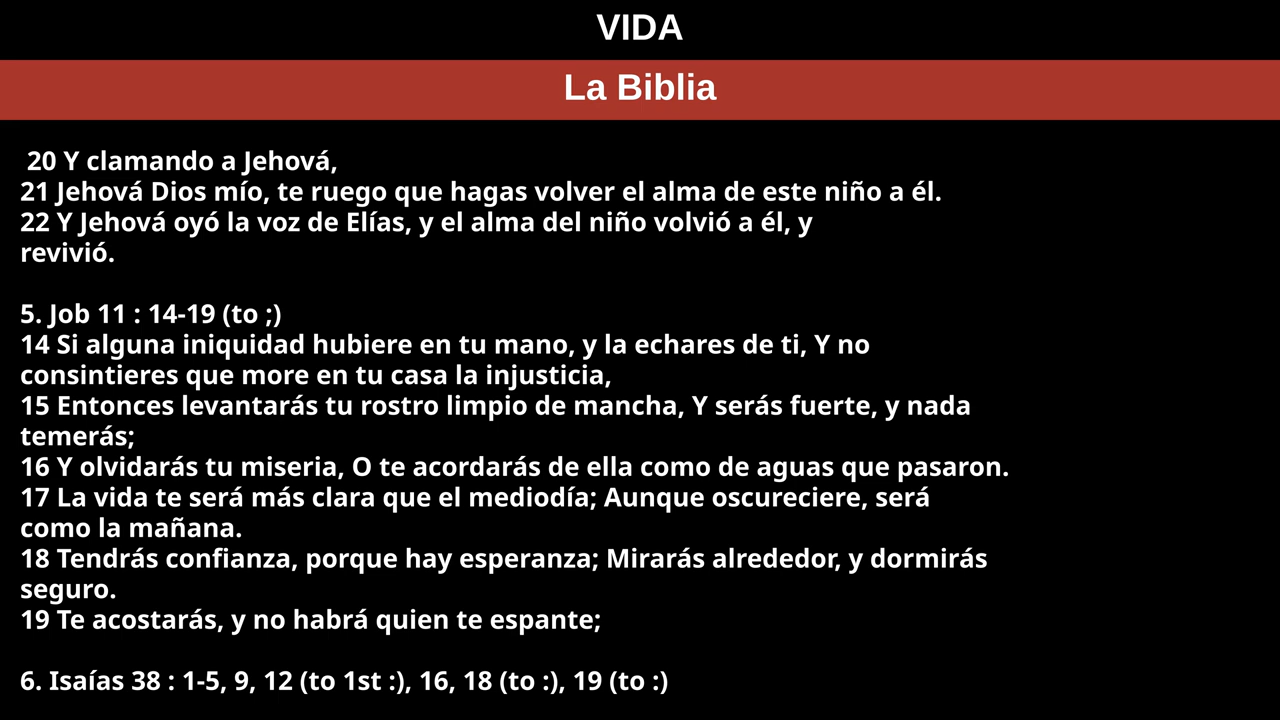 VIDA
La Biblia
20 Y clamando a Jehová,
21 Jehová Dios mío, te ruego que hagas volver el alma de este niño a él.
22 Y Jehová oyó la voz de Elías, y el alma del niño volvió a él, y
revivió.
5. Job 11 : 14-19 (to ;)
14 Si alguna iniquidad hubiere en tu mano, y la echares de ti, Y no
consintieres que more en tu casa la injusticia,
15 Entonces levantarás tu rostro limpio de mancha, Y serás fuerte, y nada
temerás;
16 Y olvidarás tu miseria, O te acordarás de ella como de aguas que pasaron.
17 La vida te será más clara que el mediodía; Aunque oscureciere, será
como la mañana.
18 Tendrás confianza, porque hay esperanza; Mirarás alrededor, y dormirás
seguro.
19 Te acostarás, y no habrá quien te espante;
6. Isaías 38 : 1-5, 9, 12 (to 1st :), 16, 18 (to :), 19 (to :)